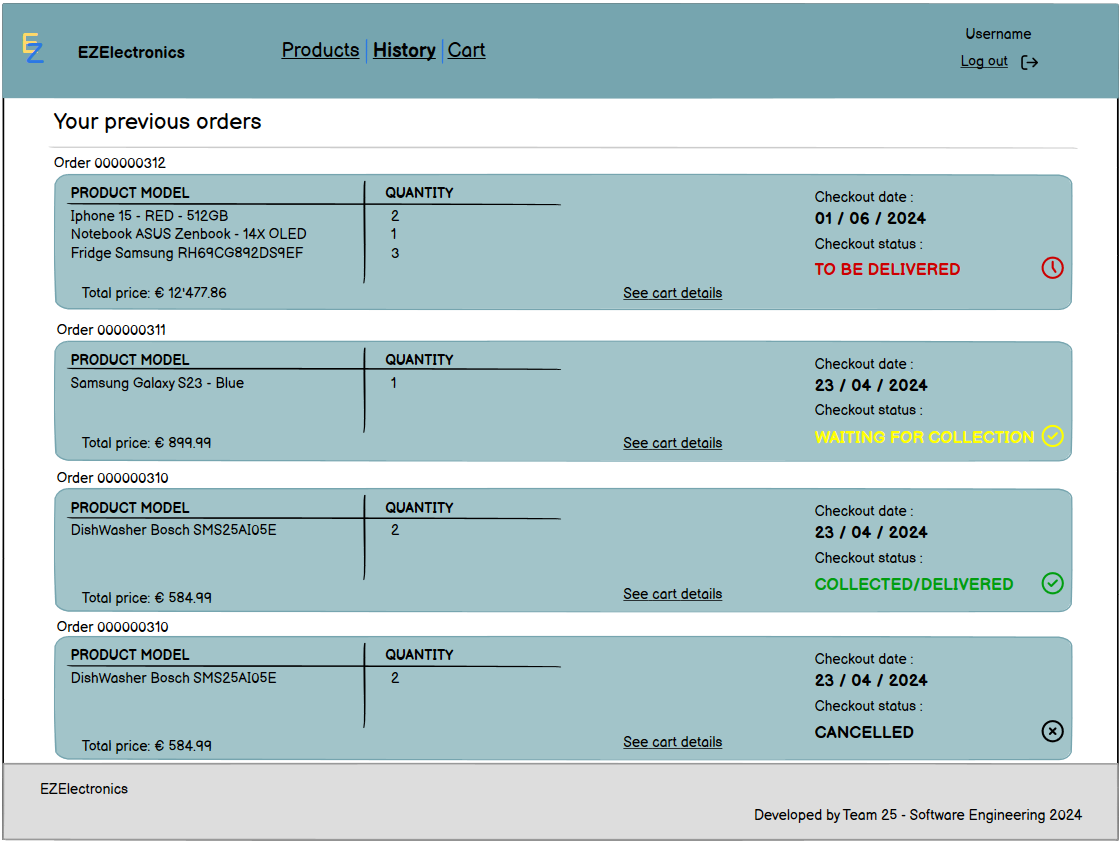 EZ
EZElectronics
Products | History | Cart
Username
Log out
Your previous orders
Order 000000312
PRODUCT MODEL QUANTITY
Iphone 15 - RED - 512GB 2
Notebook ASUS Zenbook - 14X OLED 1
Fridge Samsung RH69CG892DS9EF 3
Total price: € 12'477.86
See cart details
Checkout date :
01 / 06 / 2024
Checkout status :
TO BE DELIVERED
Order 000000311
PRODUCT MODEL QUANTITY
Samsung Galaxy S23 - Blue 1
Total price: € 899.99
See cart details
Checkout date :
23 / 04 / 2024
Checkout status :
WAITING FOR COLLECTION
Order 000000310
PRODUCT MODEL QUANTITY
DishWasher Bosch SMS25AI05E 2
Total price: € 584.99
See cart details
Checkout date :
23 / 04 / 2024
Checkout status :
COLLECTED/DELIVERED
Order 000000310
PRODUCT MODEL QUANTITY
DishWasher Bosch SMS25AI05E 2
Total price: € 584.99
See cart details
Checkout date :
23 / 04 / 2024
Checkout status :
CANCELLED
EZElectronics
Developed by Team 25 - Software Engineering 2024